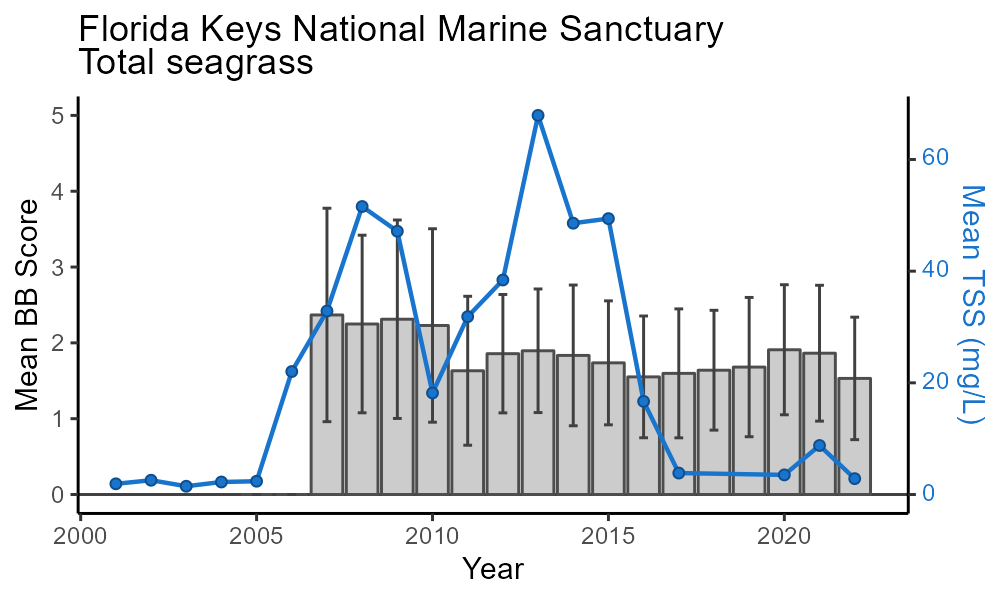 Florida Keys National Marine Sanctuary
Total seagrass
5
4
3
2
1
0
Mean BB Score
60
40
20
0
Mean TSS (mg/L)
2000 2005 2010 2015 2020
Year